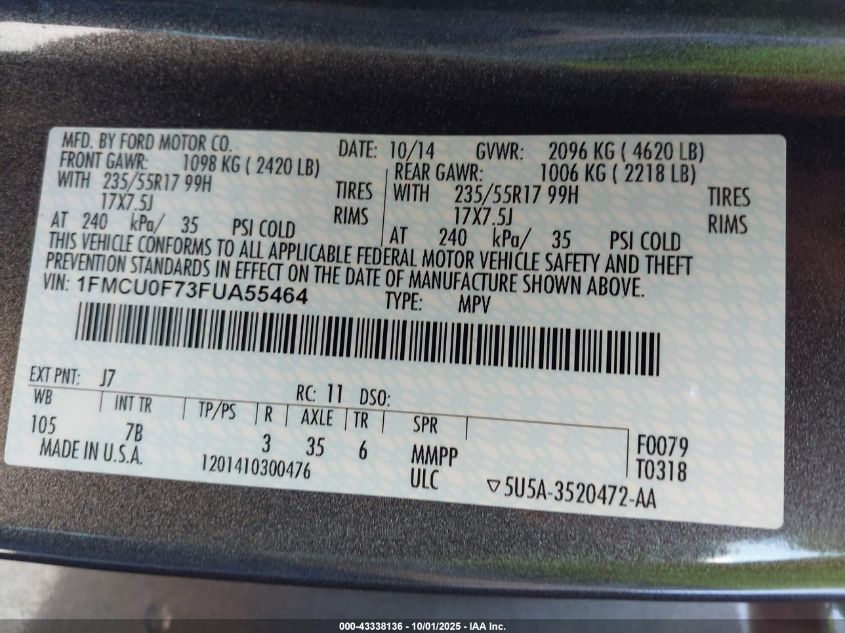 MFD. BY FORD MOTOR CO. DATE: 10/14 GVWR: 2096 KG ( 4620 LB)
FRONT GAWR: 1098 KG ( 2420 LB) REAR GAWR: 1006 KG ( 2218 LB)
WITH 235/55R17 99H TIRES WITH 235/55R17 99H TIRES
17X7.5J RIMS 17X7.5J RIMS
AT 240 kPa/ 35 PSI COLD AT 240 kPa/ 35 PSI COLD
THIS VEHICLE CONFORMS TO ALL APPLICABLE FEDERAL MOTOR VEHICLE SAFETY AND THEFT
PREVENTION STANDARDS IN EFFECT ON THE DATE OF MANUFACTURE SHOWN ABOVE.
VIN: 1FMCU0F73FUA55464 TYPE: MPV
EXT PNT: J7 RC: 11 DSO:
WB INT TR TP/PS R AXLE TR SPR
105 7B 3 35 6 MMPP F0079
MADE IN U.S.A. 1201410300476 ULC T0318
▽5U5A-3520472-AA
000-43338136 - 10/01/2025 - IAA Inc.